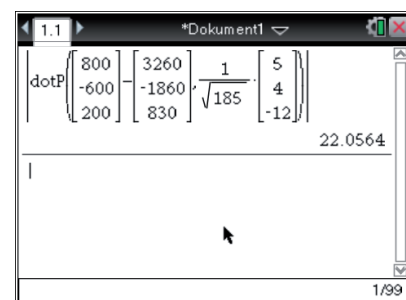 1.1 *Dokument1
|dotP([800 -600 200]-[3260 -1860 830],1/√185·[5 4 -12])|
22.0564
1/99